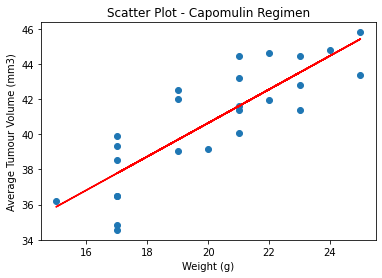 Scatter Plot - Capomulin Regimen
46
44
42
40
38
36
34
Average Tumour Volume (mm3)
16 18 20 22 24
Weight (g)